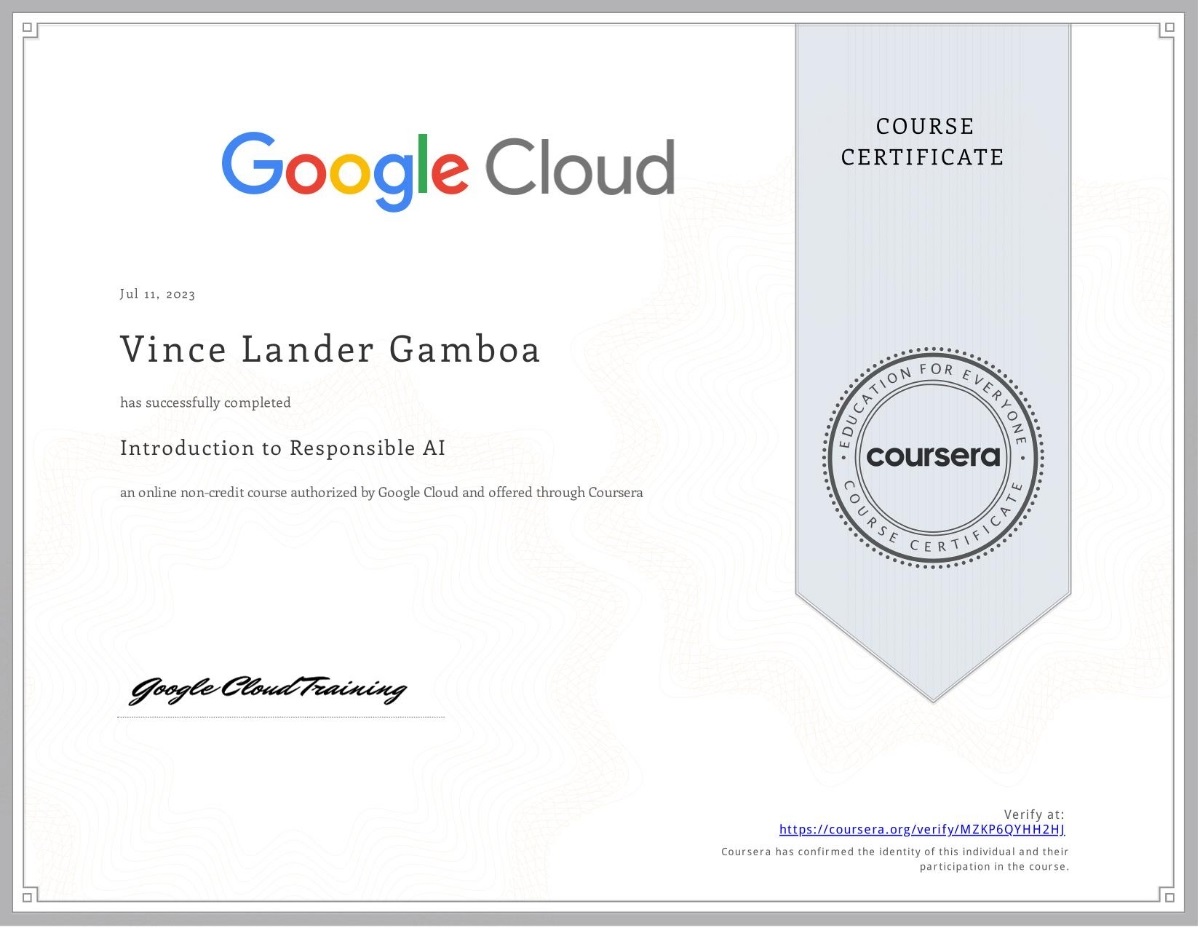 Google Cloud
COURSE
CERTIFICATE
Jul 11, 2023
Vince Lander Gamboa
has successfully completed
Introduction to Responsible AI
an online non-credit course authorized by Google Cloud and offered through Coursera
EDUCATION FOR EVERYONE
coursera
COURSE CERTIFICATE
Google Cloud Training
Verify at:
https://coursera.org/verify/MZKP6QYHH2HJ
Coursera has confirmed the identity of this individual and their
participation in the course.